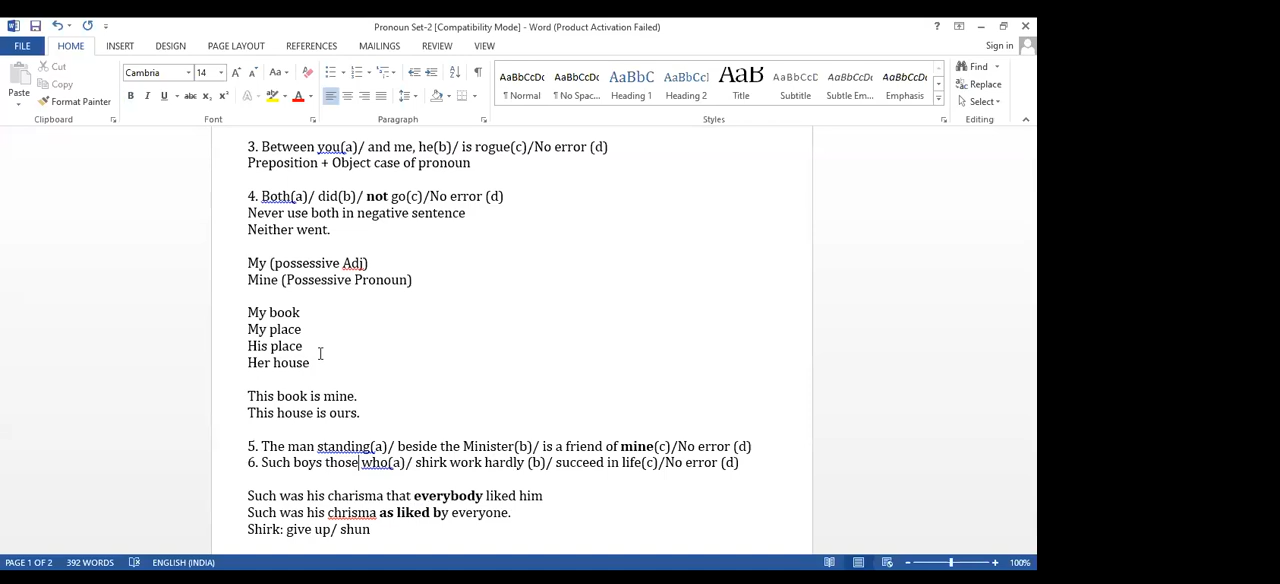 Pronoun Set-2 [Compatibility Mode] - Word (Product Activation Failed)
?
FILE HOME INSERT DESIGN PAGE LAYOUT REFERENCES MAILINGS REVIEW VIEW Sign in
Paste Cut Copy Format Painter
Cambria 14
AaBbCcDc ¶ Normal
AaBbCcDc ¶ No Spac...
AaBbC Heading 1
AaBbCc] Heading 2
AaB Title
AaBbCcD Subtitle
AaBbCcDc Subtle Em...
AaBbCcDc Emphasis
Find
Replace
Select
Clipboard Font Paragraph Styles Editing
3. Between you(a)/ and me, he(b)/ is rogue(c)/No error (d)
Preposition + Object case of pronoun
4. Both(a)/ did(b)/ not go(c)/No error (d)
Never use both in negative sentence
Neither went.
My (possessive Adj)
Mine (Possessive Pronoun)
My book
My place
His place
Her house
This book is mine.
This house is ours.
5. The man standing(a)/ beside the Minister(b)/ is a friend of mine(c)/No error (d)
6. Such boys those who(a)/ shirk work hardly (b)/ succeed in life(c)/No error (d)
Such was his charisma that everybody liked him
Such was his chrisma as liked by everyone.
Shirk: give up/ shun
PAGE 1 OF 2 392 WORDS ENGLISH (INDIA) 100%